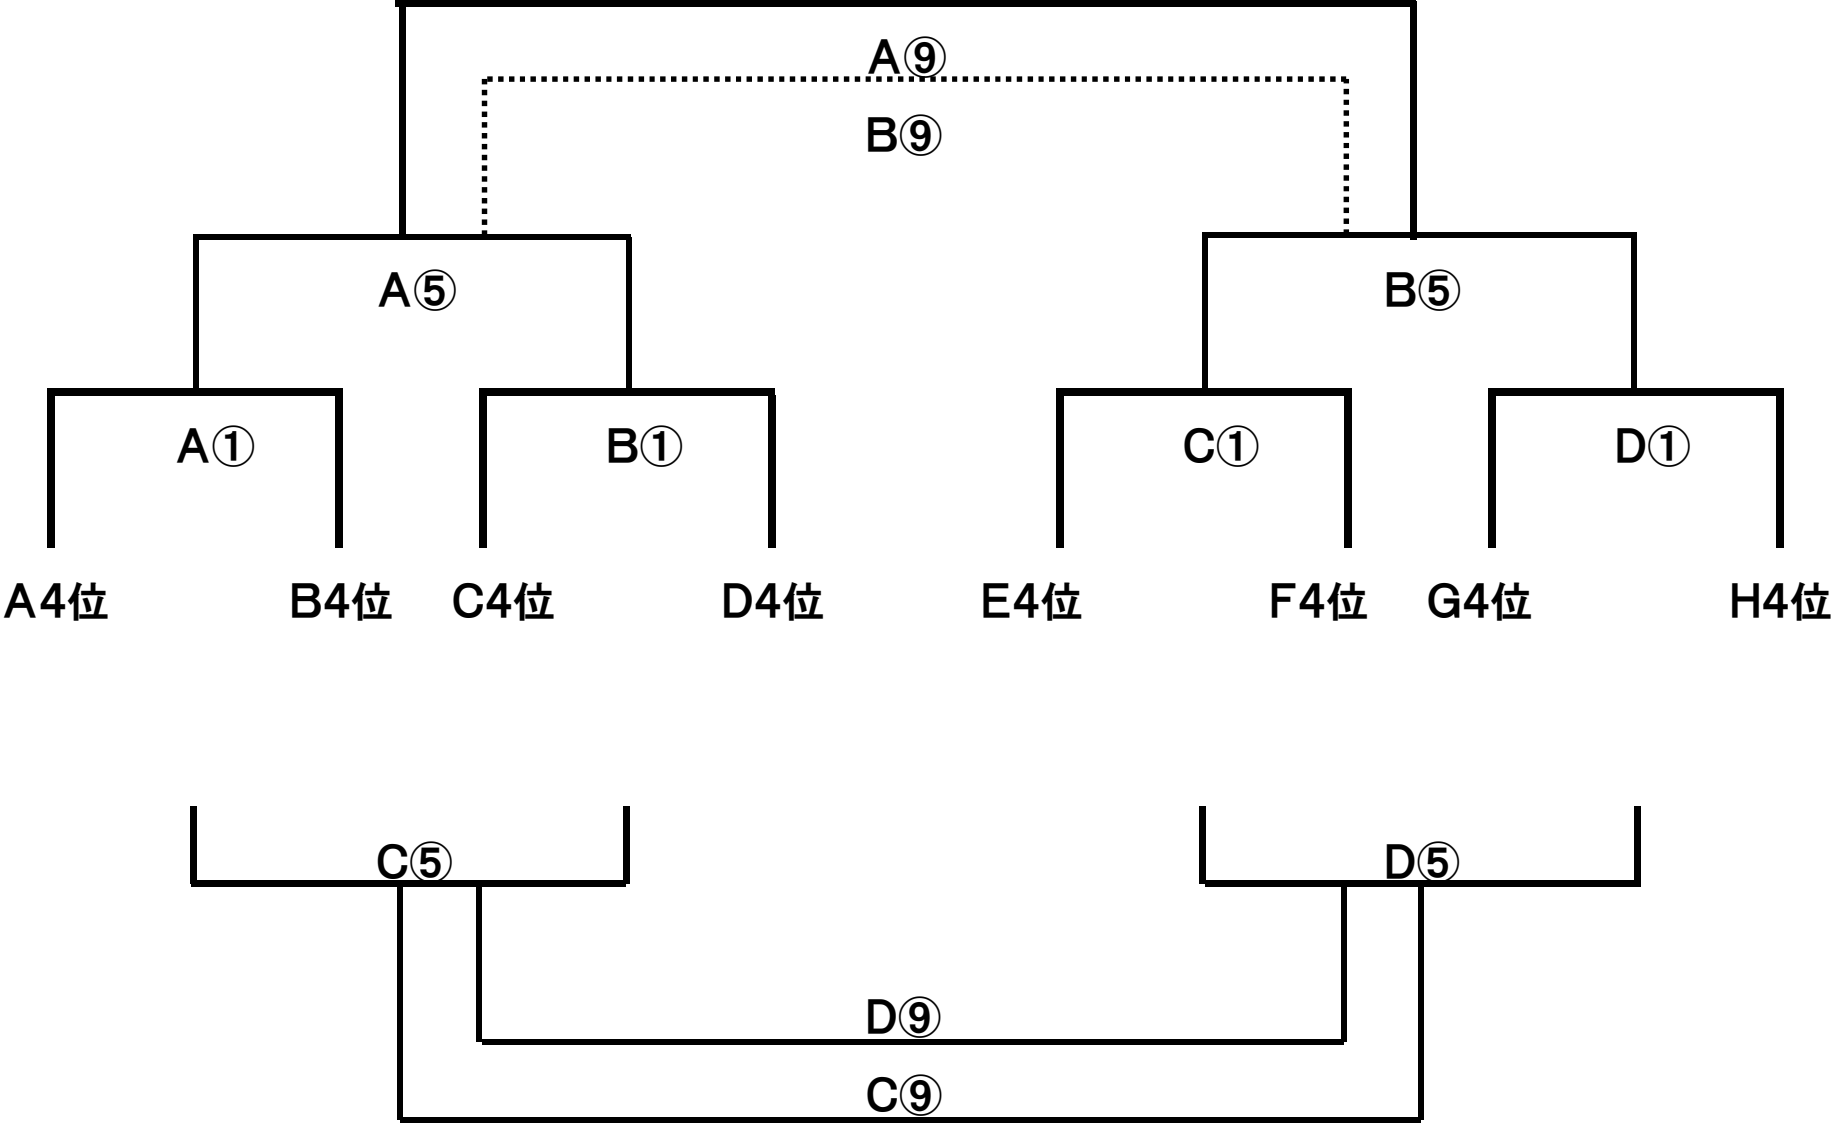 A⑨
B⑨
A⑤ B⑤
A① B① C① D①
A4位 B4位 C4位 D4位 E4位 F4位 G4位 H4位
C⑤ D⑤
D⑨
C⑨